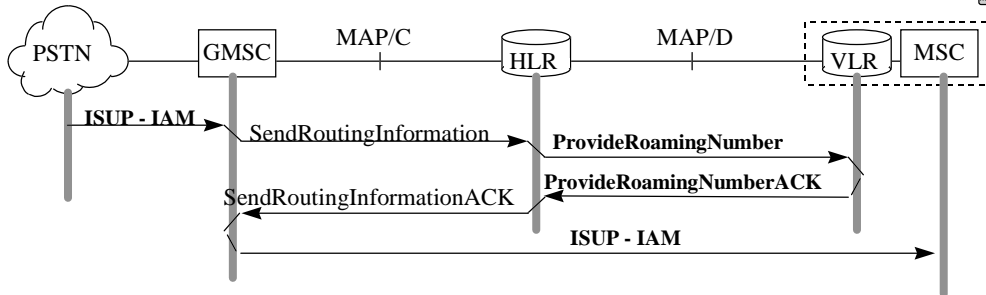 PSTN
GMSC
MAP/C
HLR
MAP/D
VLR
MSC
ISUP - IAM
SendRoutingInformation
ProvideRoamingNumber
ProvideRoamingNumberACK
SendRoutingInformationACK
ISUP - IAM